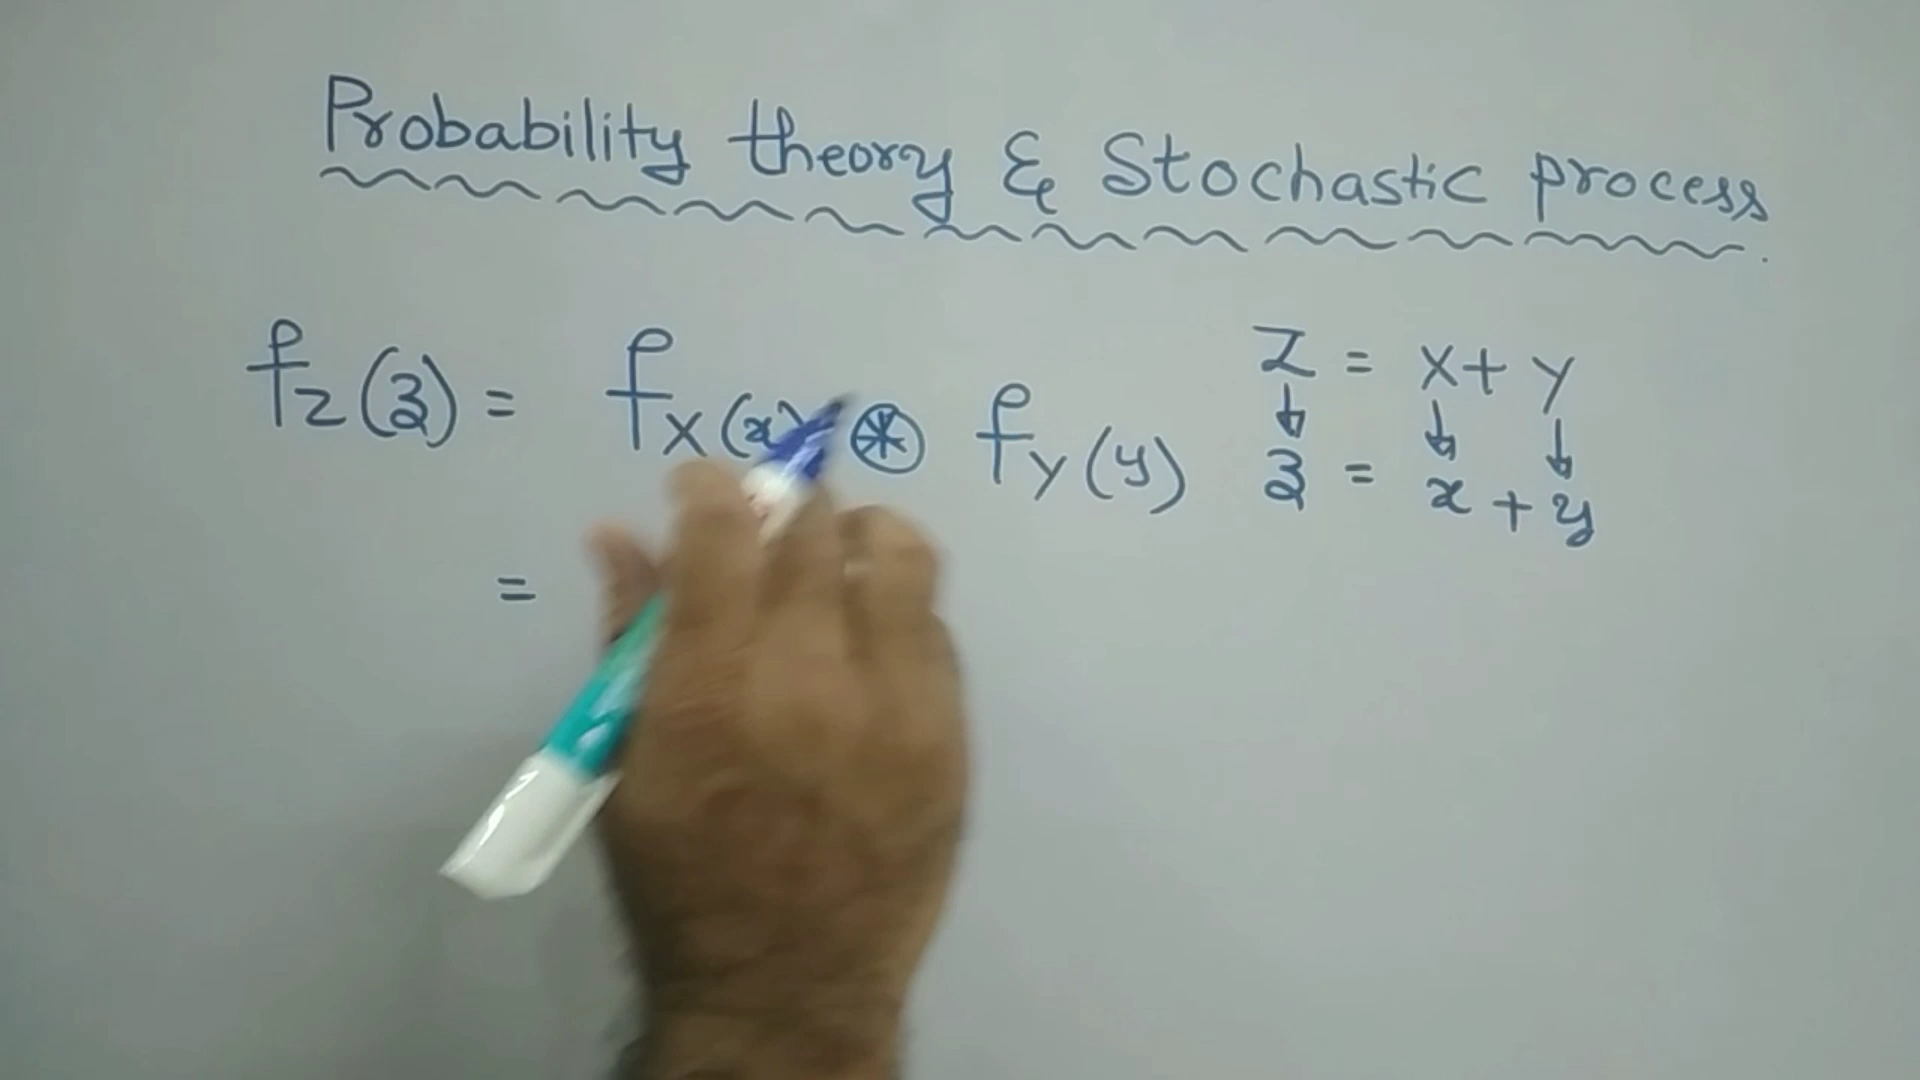 Probability theory & Stochastic process.
fz(z) = fX(x) ⊛ fY(y)
Z = X + Y
↓ ↓ ↓
z = x + y
=